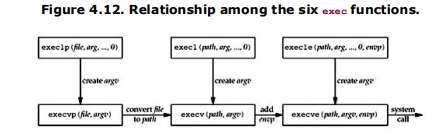 Figure 4.12. Relationship among the six exec functions.
execlp (file, arg, ..., 0) execl (path, arg, ..., 0) execle (path, arg, ..., 0, envp)
create argv create argv create argv
convert file add system
execvp (file, argv) to path execv (path, argv) envp execve (path, argv, envp) call